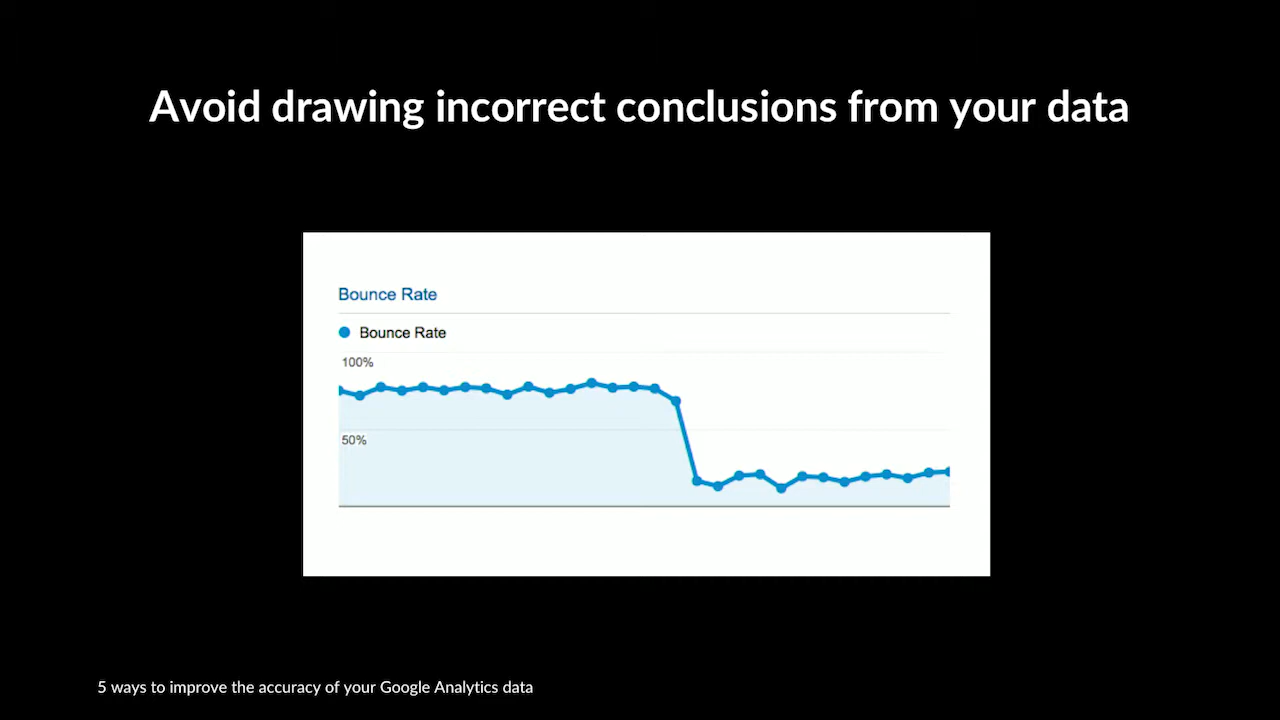 Avoid drawing incorrect conclusions from your data
Bounce Rate
Bounce Rate
100%
50%
5 ways to improve the accuracy of your Google Analytics data